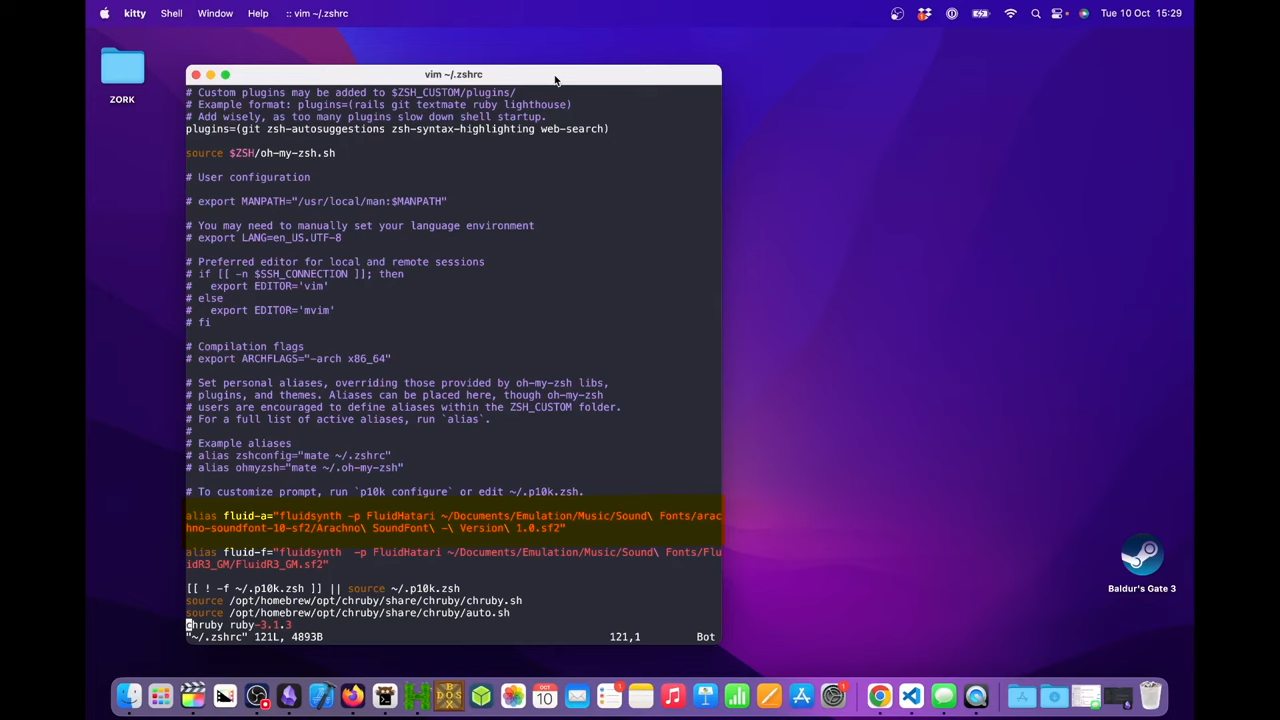 kitty Shell Window Help :: vim ~/.zshrc Tue 10 Oct 15:29
ZORK
vim ~/.zshrc
# Custom plugins may be added to $ZSH_CUSTOM/plugins/
# Example format: plugins=(rails git textmate ruby lighthouse)
# Add wisely, as too many plugins slow down shell startup.
plugins=(git zsh-autosuggestions zsh-syntax-highlighting web-search)
source $ZSH/oh-my-zsh.sh
# User configuration
# export MANPATH="/usr/local/man:$MANPATH"
# You may need to manually set your language environment
# export LANG=en_US.UTF-8
# Preferred editor for local and remote sessions
# if [[ -n $SSH_CONNECTION ]]; then
#   export EDITOR='vim'
# else
#   export EDITOR='mvim'
# fi
# Compilation flags
# export ARCHFLAGS="-arch x86_64"
# Set personal aliases, overriding those provided by oh-my-zsh libs,
# plugins, and themes. Aliases can be placed here, though oh-my-zsh
# users are encouraged to define aliases within the ZSH_CUSTOM folder.
# For a full list of active aliases, run `alias`.
#
# Example aliases
# alias zshconfig="mate ~/.zshrc"
# alias ohmyzsh="mate ~/.oh-my-zsh"
# To customize prompt, run `p10k configure` or edit ~/.p10k.zsh.
alias fluid-a="fluidsynth -p FluidHatari ~/Documents/Emulation/Music/Sound\ Fonts/arac
hno-soundfont-10-sf2/Arachno\ SoundFont\ -\ Version\ 1.0.sf2"
alias fluid-f="fluidsynth  -p FluidHatari ~/Documents/Emulation/Music/Sound\ Fonts/Flu
idR3_GM/FluidR3_GM.sf2"
[[ ! -f ~/.p10k.zsh ]] || source ~/.p10k.zsh
source /opt/homebrew/opt/chruby/share/chruby/chruby.sh
source /opt/homebrew/opt/chruby/share/chruby/auto.sh
chruby ruby-3.1.3
"~/.zshrc" 121L, 4893B 121,1 Bot
Baldur's Gate 3
BOX
DOS
OCT
10